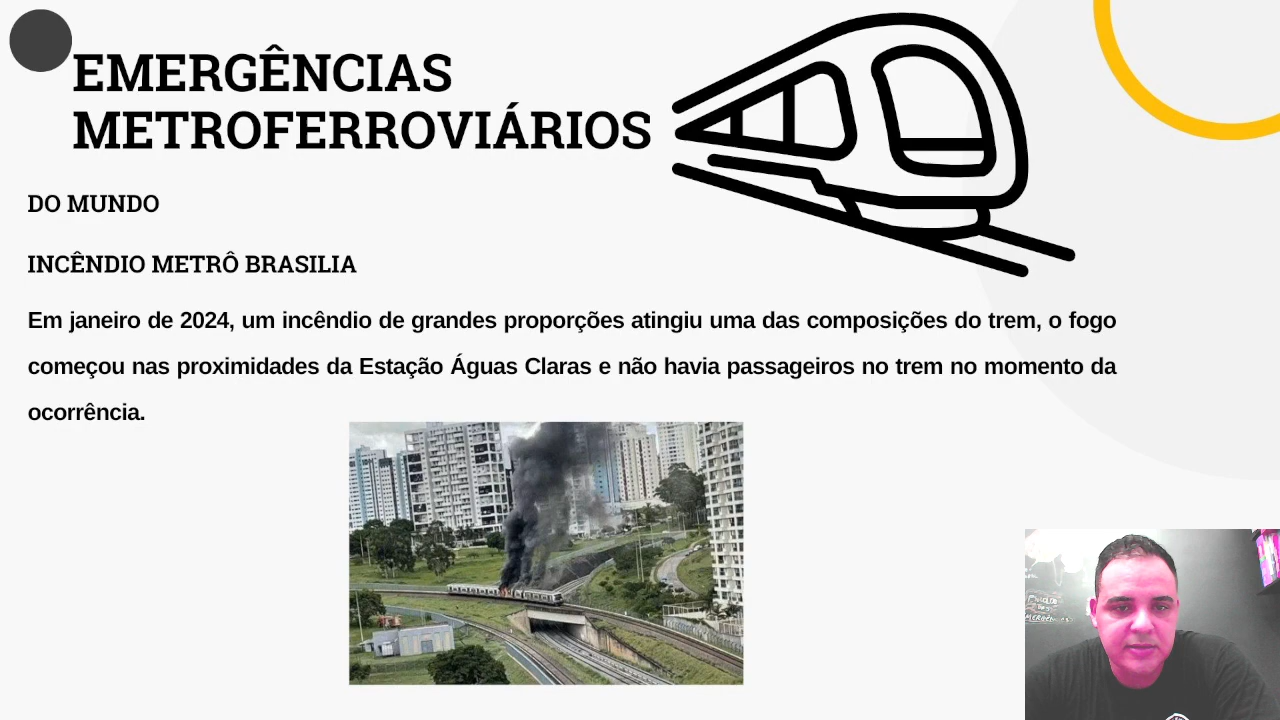 EMERGÊNCIAS
METROFERROVIÁRIOS
DO MUNDO
INCÊNDIO METRÔ BRASILIA
Em janeiro de 2024, um incêndio de grandes proporções atingiu uma das composições do trem, o fogo
começou nas proximidades da Estação Águas Claras e não havia passageiros no trem no momento da
ocorrência.